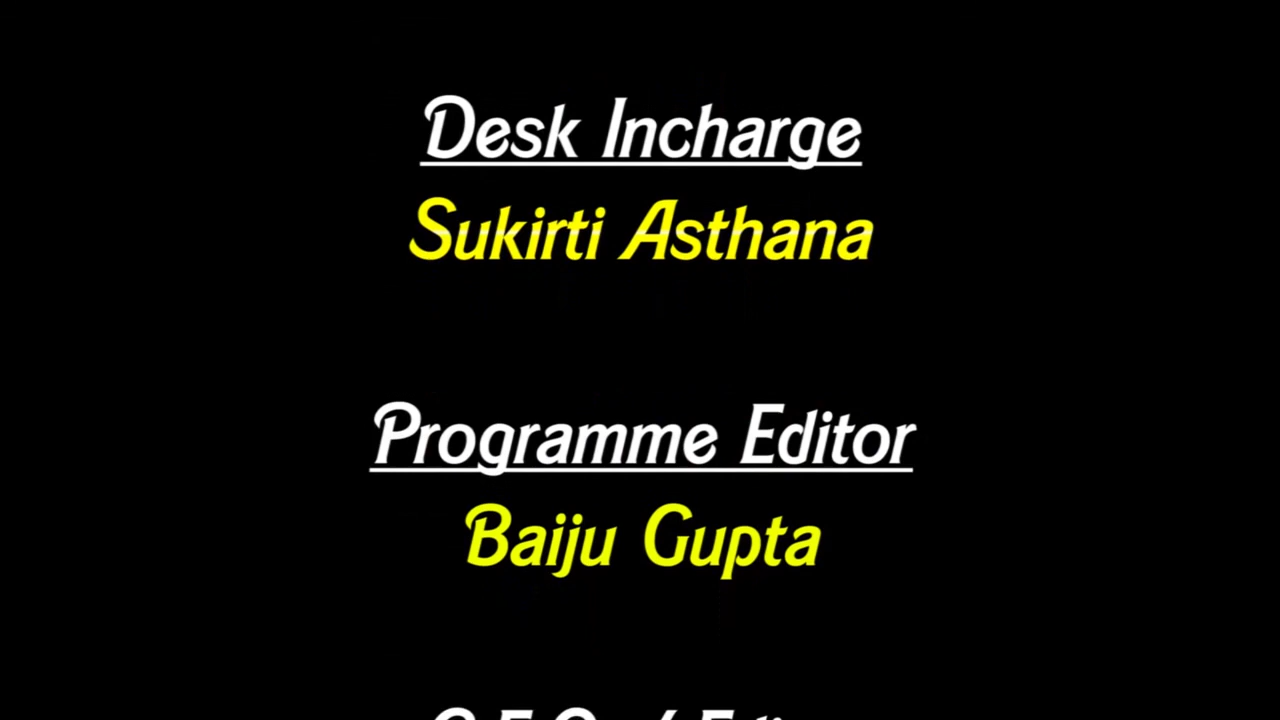 Desk Incharge
Sukirti Asthana
Programme Editor
Baiju Gupta